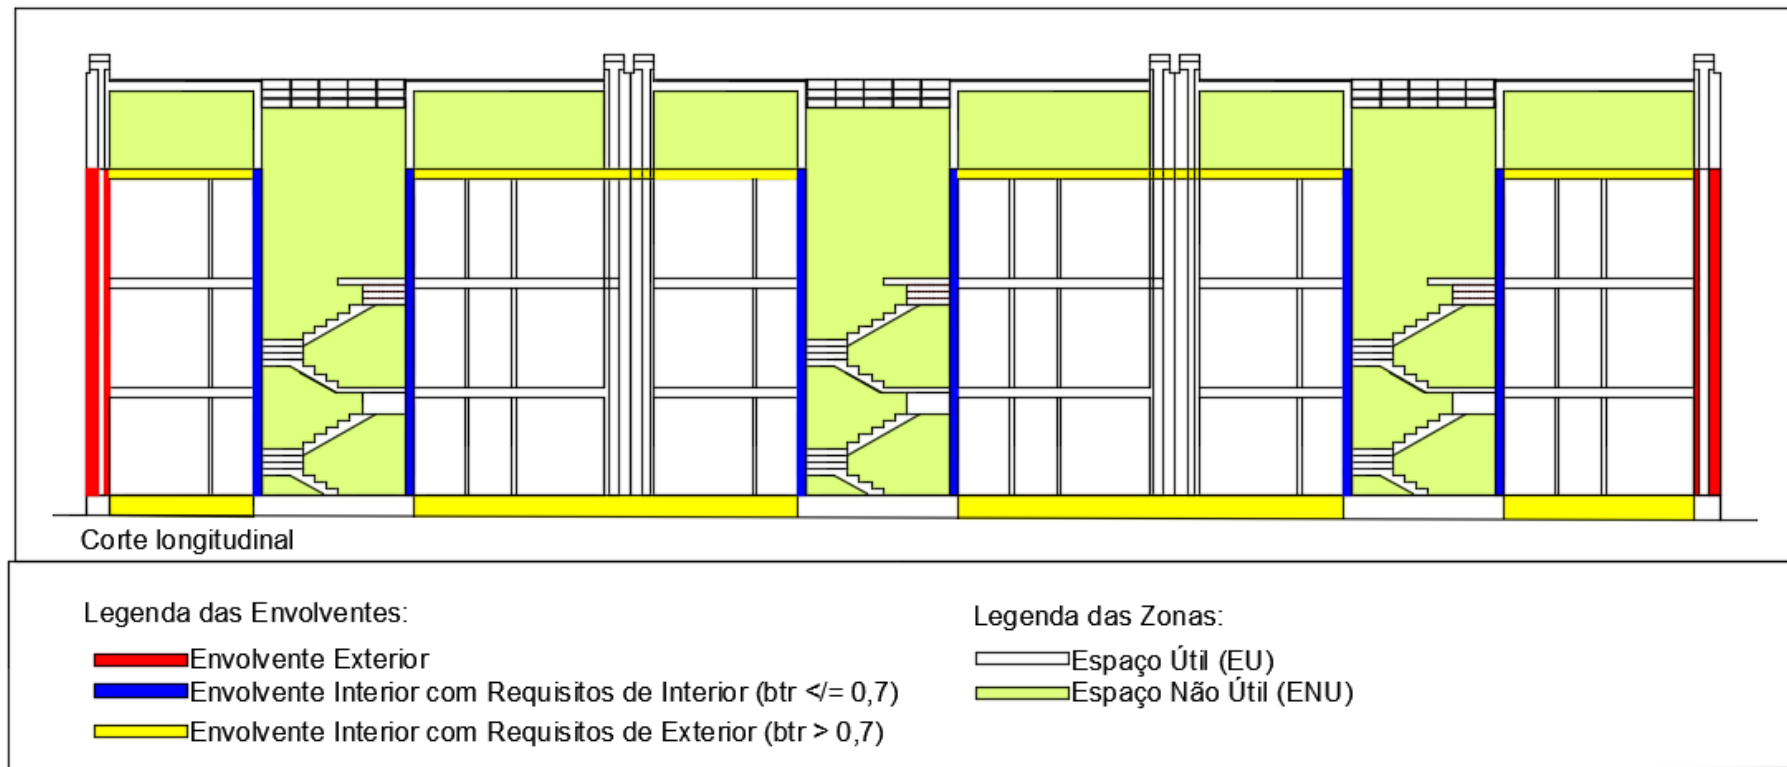 Corte longitudinal
Legenda das Envolventes:
Envolvente Exterior
Envolvente Interior com Requisitos de Interior (btr </= 0,7)
Envolvente Interior com Requisitos de Exterior (btr > 0,7)
Legenda das Zonas:
Espaço Útil (EU)
Espaço Não Útil (ENU)